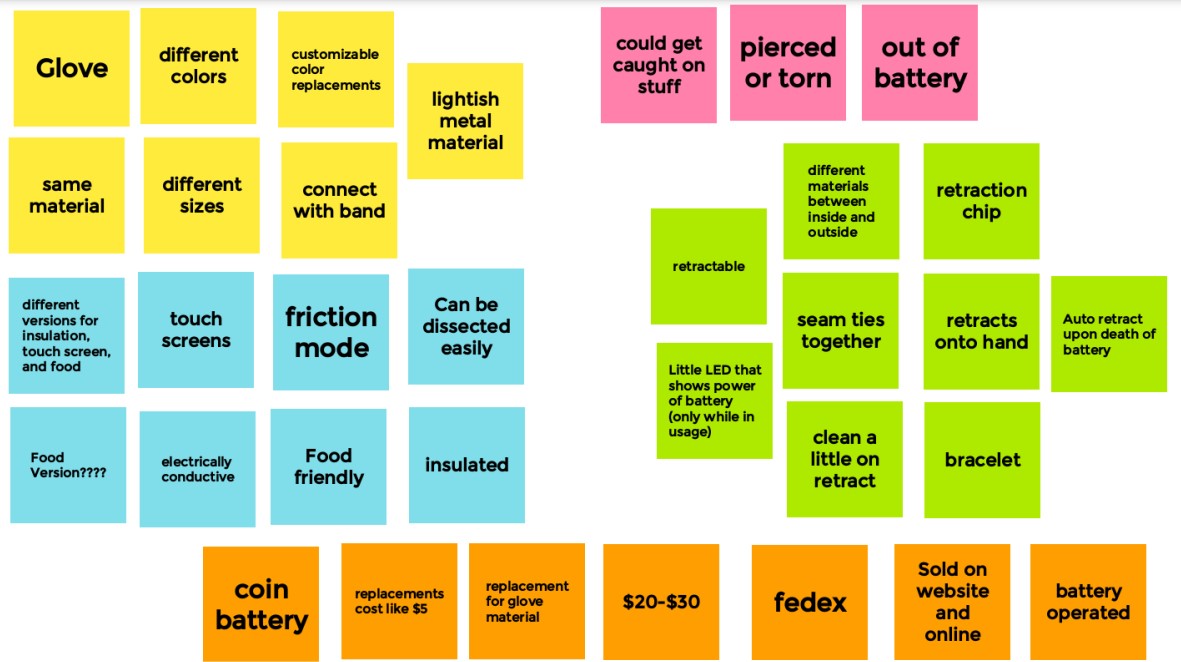 Glove
different
colors
customizable
color
replacements
lightish
metal
material
same
material
different
sizes
connect
with band
could get
caught on
stuff
pierced
or torn
out of
battery
different
materials
between
inside and
outside
retraction
chip
retractable
seam ties
together
retracts
onto hand
Auto retract
upon death of
battery
Little LED that
shows power
of battery
(only while in
usage)
clean a
little on
retract
bracelet
different
versions for
insulation,
touch screen,
and food
touch
screens
friction
mode
Can be
dissected
easily
Food
Version????
electrically
conductive
Food
friendly
insulated
coin
battery
replacements
cost like $5
replacement
for glove
material
$20-$30
fedex
Sold on
website
and
online
battery
operated